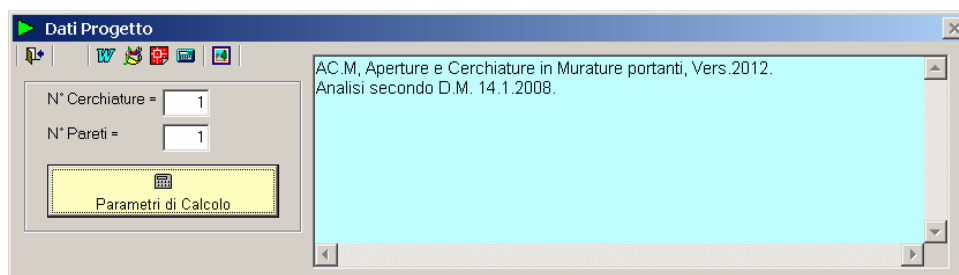 Dati Progetto
W
AC.M, Aperture e Cerchiature in Murature portanti, Vers.2012.
Analisi secondo D.M. 14.1.2008.
N° Cerchiature = 1
N° Pareti = 1
Parametri di Calcolo